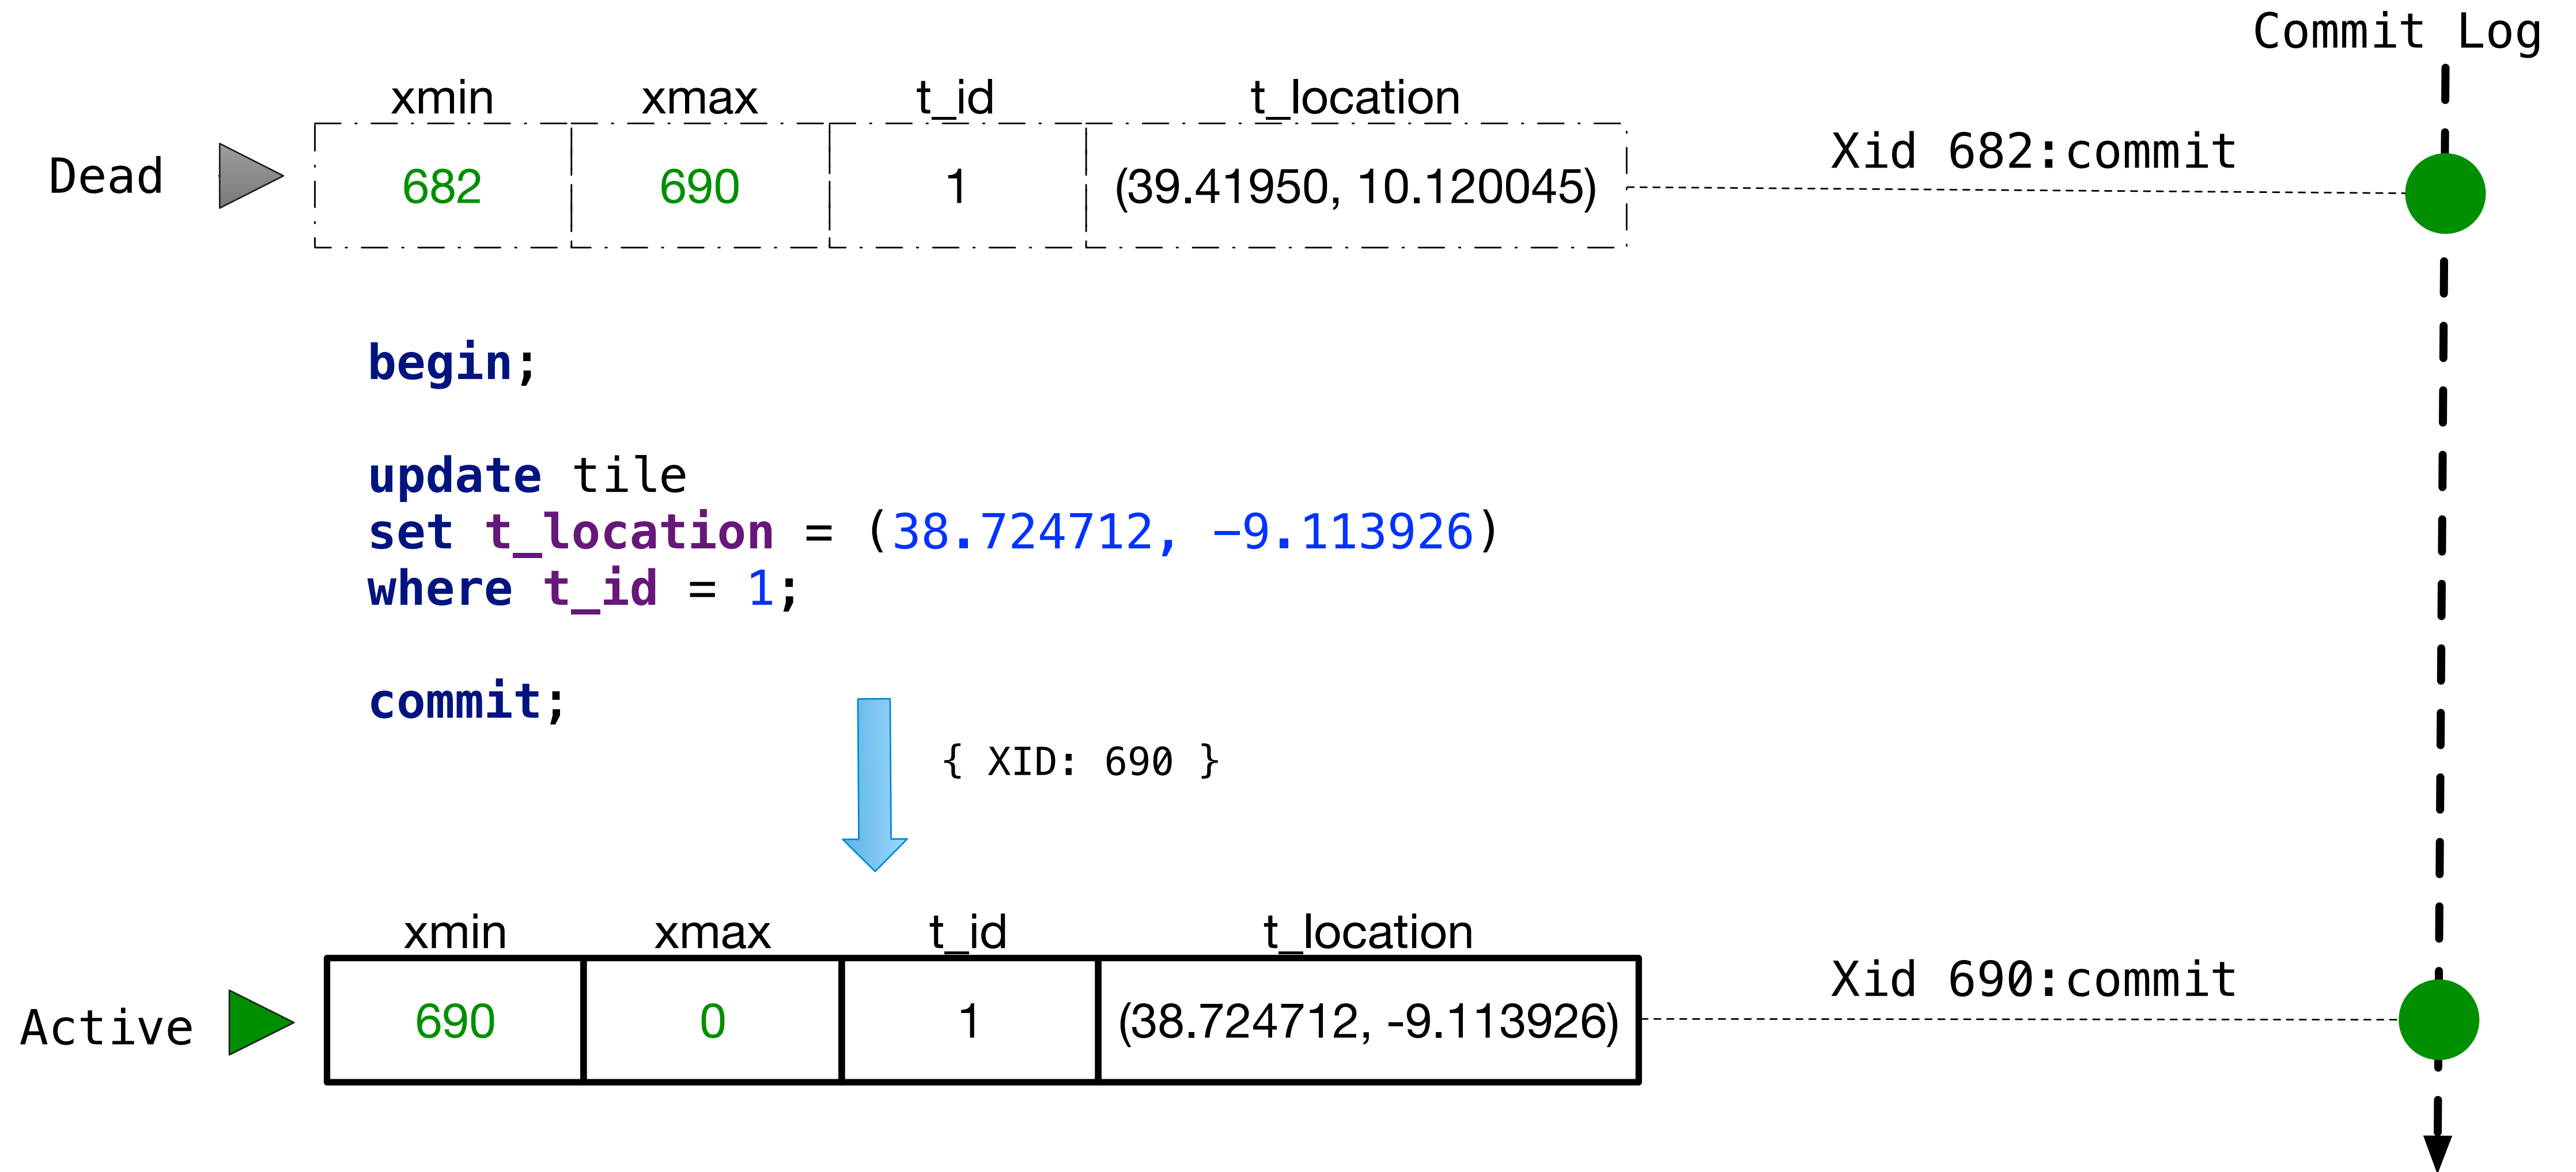 Commit Log
xmin xmax t_id t_location
Dead 682 690 1 (39.41950, 10.120045) Xid 682:commit
begin;
update tile
set t_location = (38.724712, −9.113926)
where t_id = 1;
commit;
{ XID: 690 }
xmin xmax t_id t_location
Active 690 0 1 (38.724712, -9.113926) Xid 690:commit